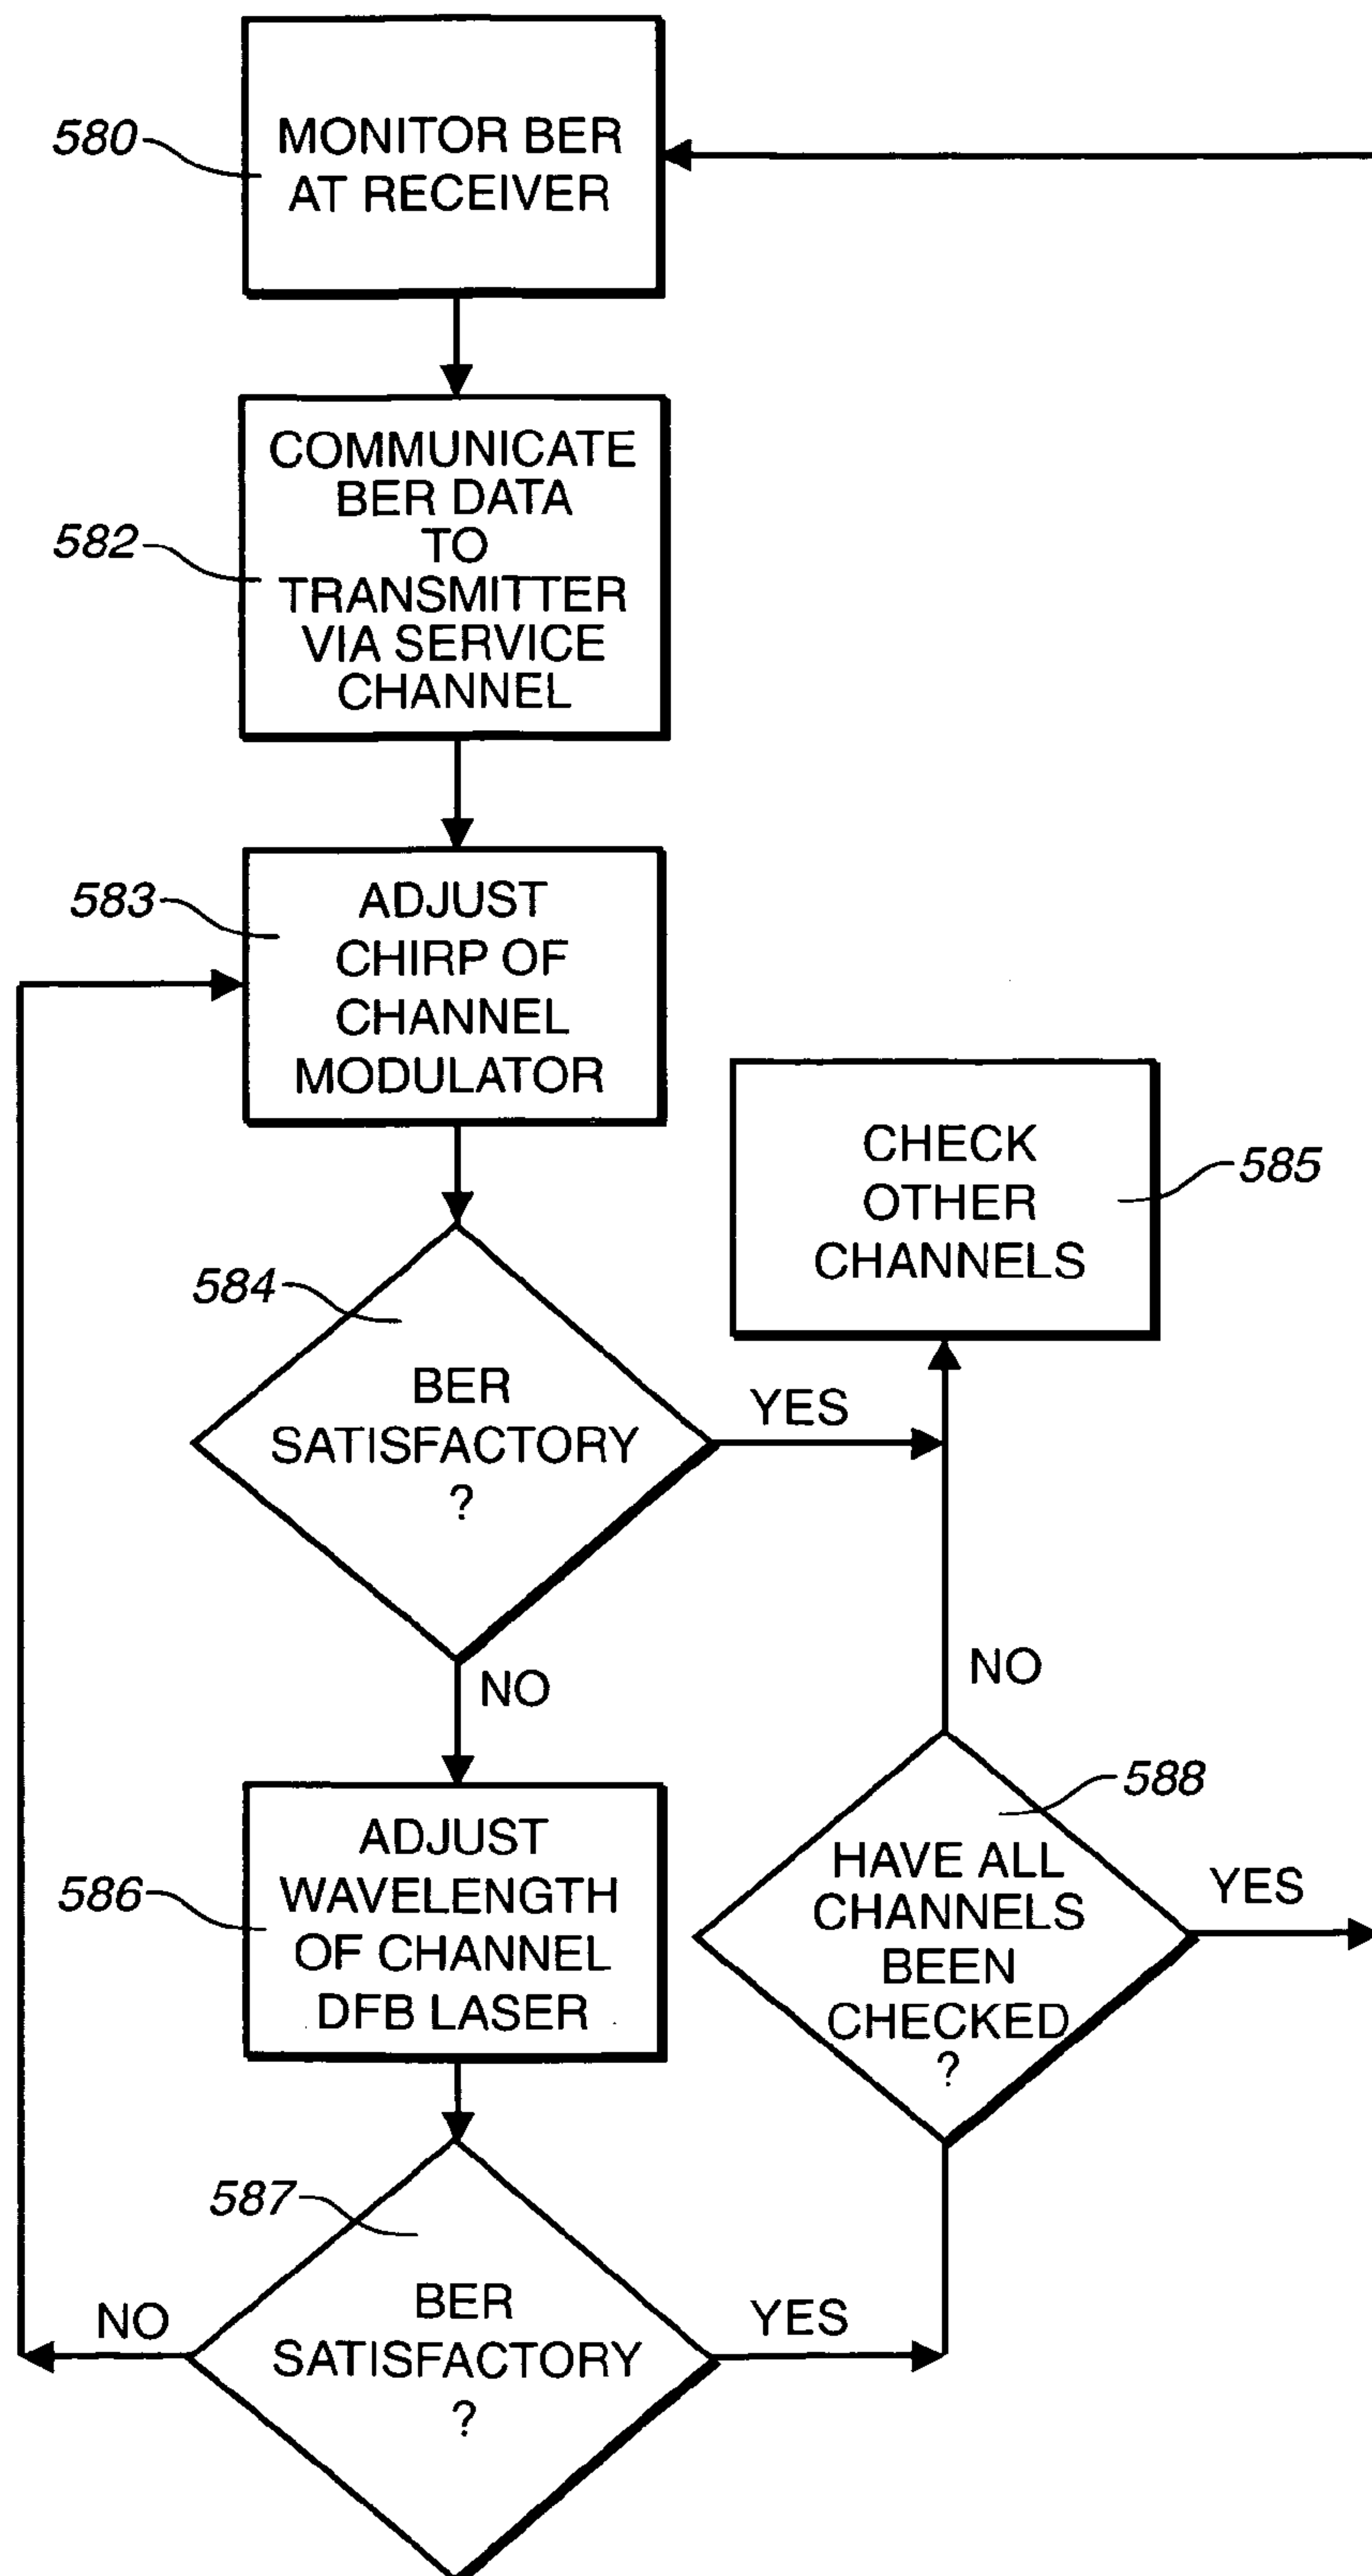 580
MONITOR BER
AT RECEIVER
582
COMMUNICATE
BER DATA
TO
TRANSMITTER
VIA SERVICE
CHANNEL
583
ADJUST
CHIRP OF
CHANNEL
MODULATOR
584
BER
SATISFACTORY
?
YES
NO
585
CHECK
OTHER
CHANNELS
586
ADJUST
WAVELENGTH
OF CHANNEL
DFB LASER
587
BER
SATISFACTORY
?
NO
YES
588
HAVE ALL
CHANNELS
BEEN
CHECKED
?
NO
YES